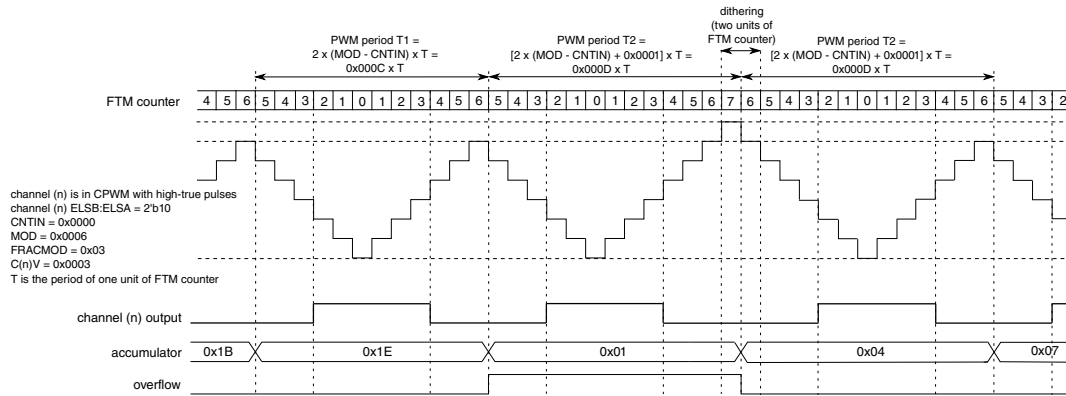 dithering
(two units of
FTM counter)
PWM period T1 =
2 x (MOD - CNTIN) x T =
0x000C x T
PWM period T2 =
[2 x (MOD - CNTIN) + 0x0001] x T =
0x000D x T
PWM period T2 =
[2 x (MOD - CNTIN) + 0x0001] x T =
0x000D x T
FTM counter 4 5 6 5 4 3 2 1 0 1 2 3 4 5 6 5 4 3 2 1 0 1 2 3 4 5 6 7 6 5 4 3 2 1 0 1 2 3 4 5 6 5 4 3 2
channel (n) is in CPWM with high-true pulses
channel (n) ELSB:ELSA = 2'b10
CNTIN = 0x0000
MOD = 0x0006
FRACMOD = 0x03
C(n)V = 0x0003
T is the period of one unit of FTM counter
channel (n) output
accumulator 0x1B 0x1E 0x01 0x04 0x07
overflow